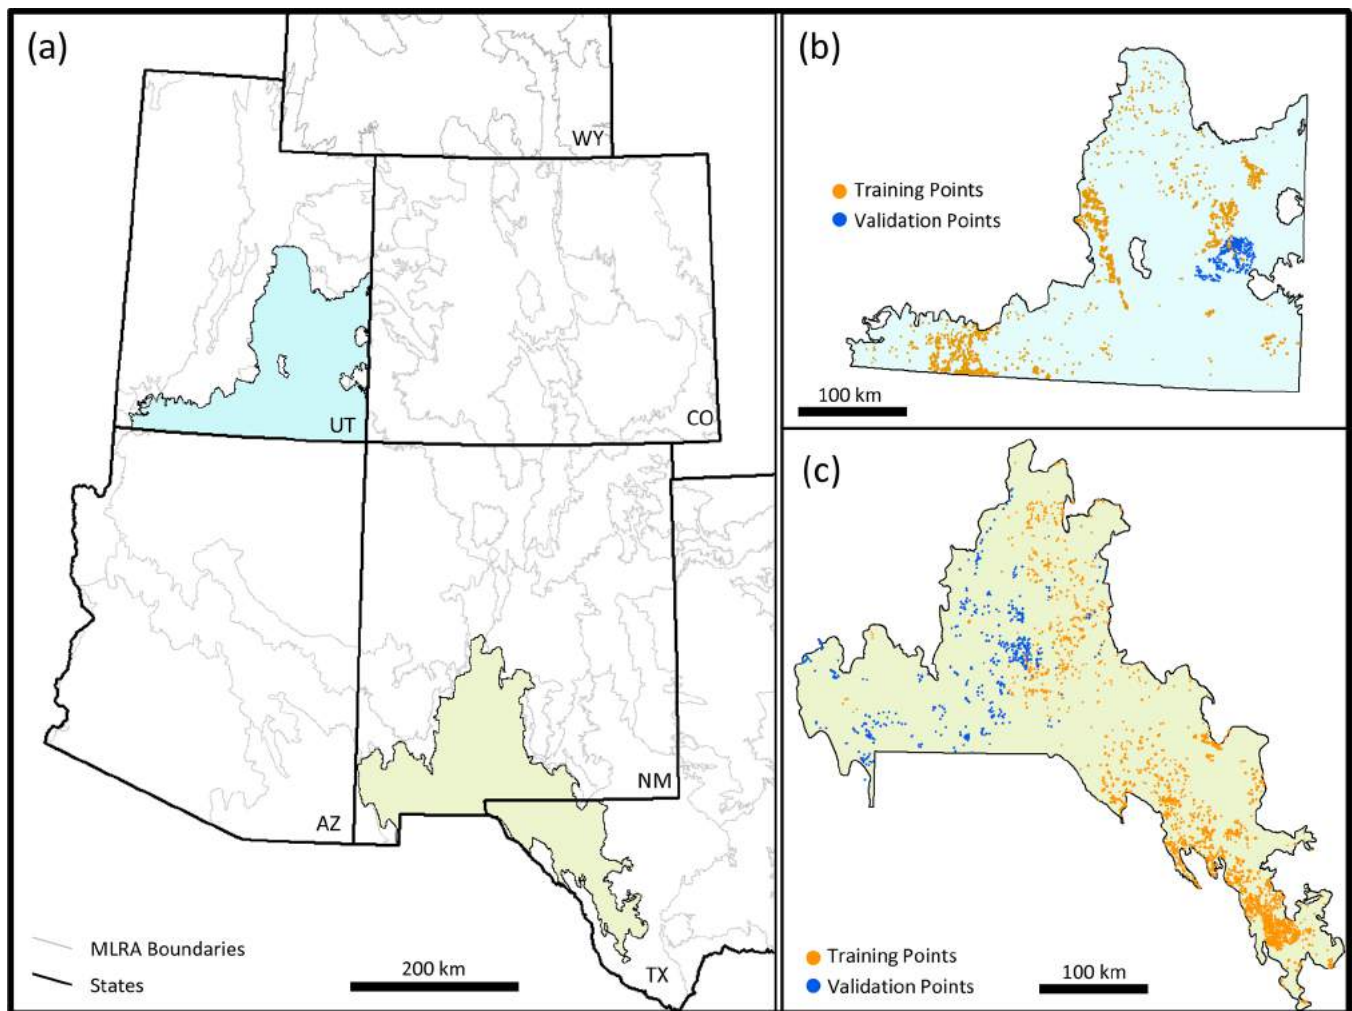 (a)
WY
UT
CO
AZ
NM
TX
MLRA Boundaries
States
200 km
(b)
Training Points
Validation Points
100 km
(c)
Training Points
Validation Points
100 km